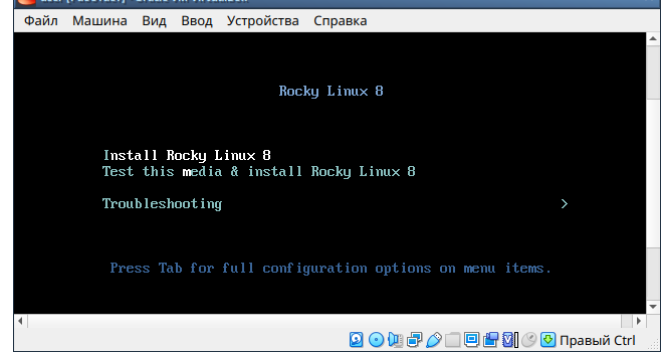 Файл Машина Вид Ввод Устройства Справка
Rocky Linux 8
Install Rocky Linux 8
Test this media & install Rocky Linux 8
Troubleshooting >
Press Tab for full configuration options on menu items.
Правый Ctrl